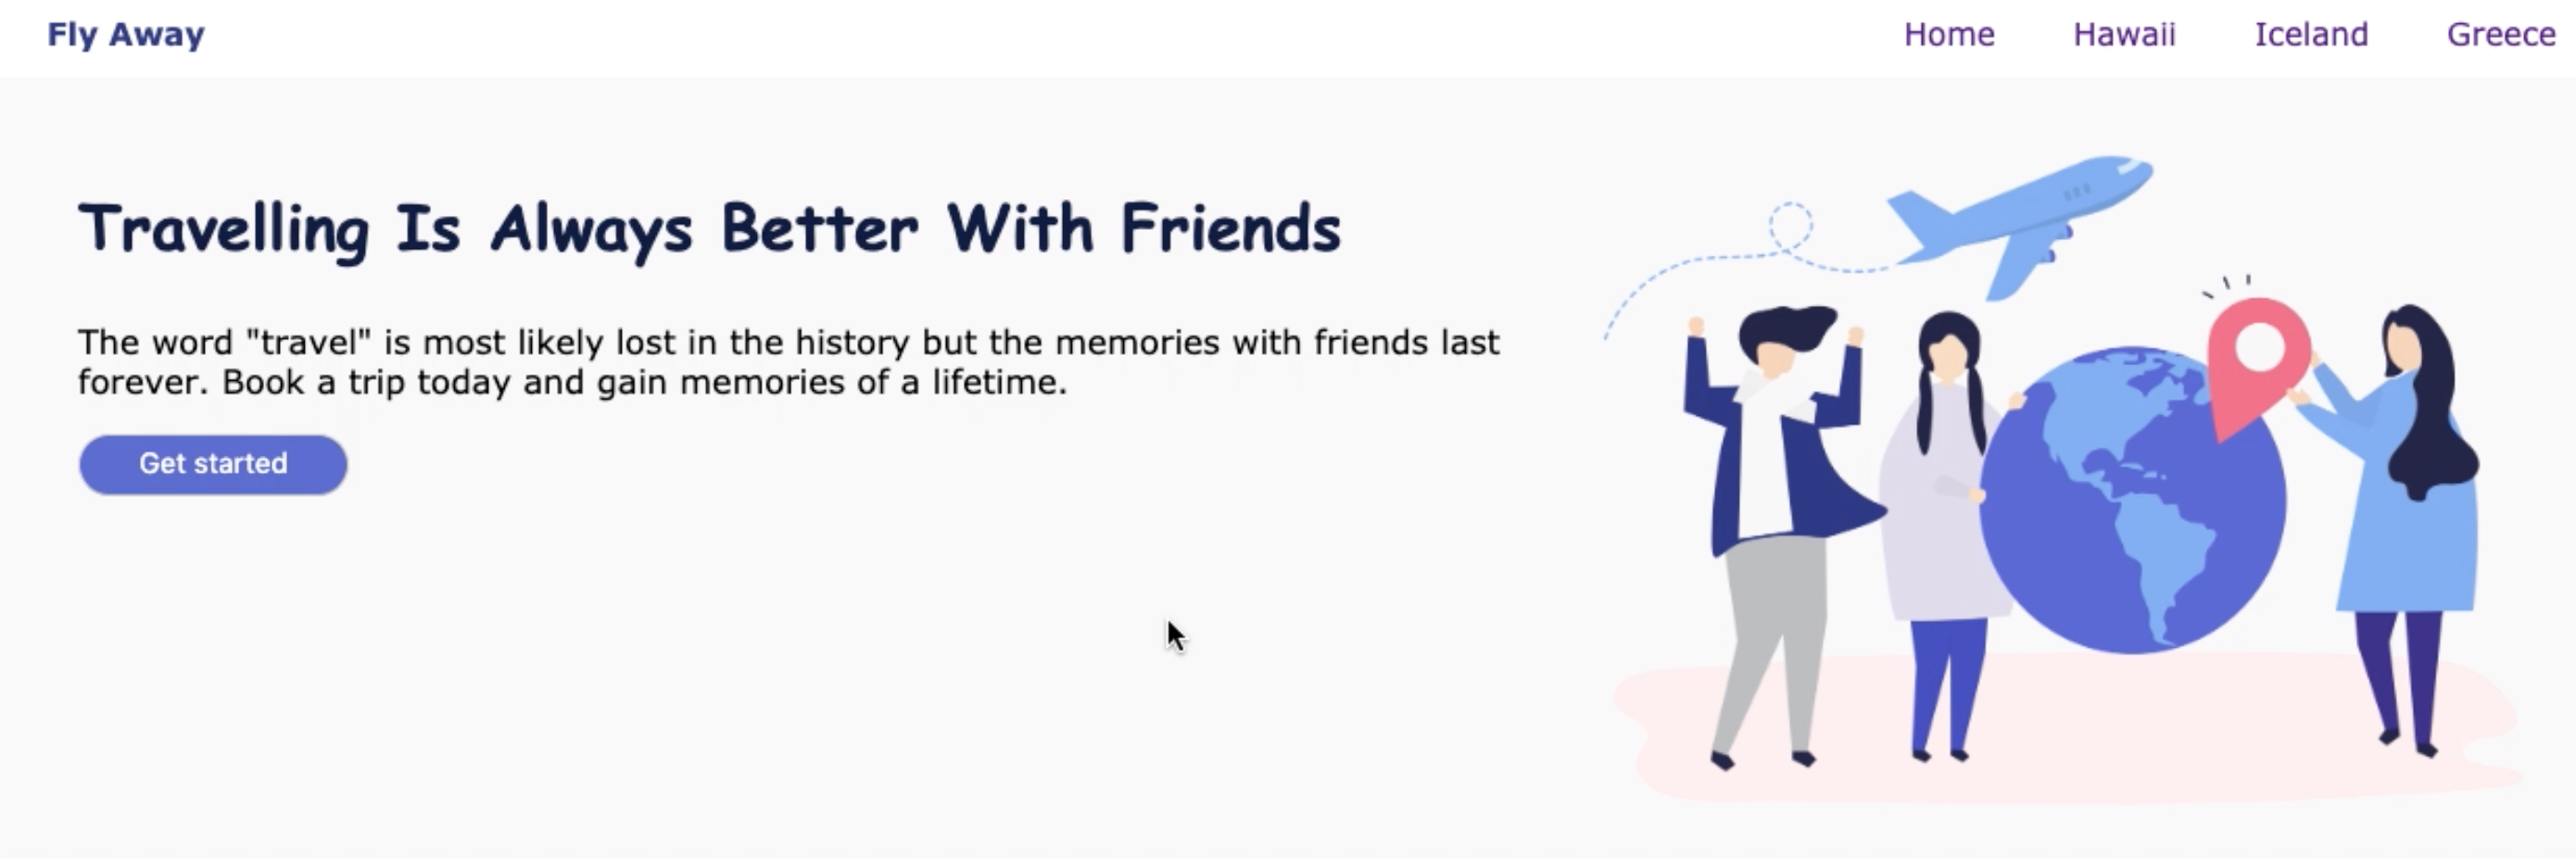 Fly Away
Home Hawaii Iceland Greece
Travelling Is Always Better With Friends
The word "travel" is most likely lost in the history but the memories with friends last
forever. Book a trip today and gain memories of a lifetime.
Get started